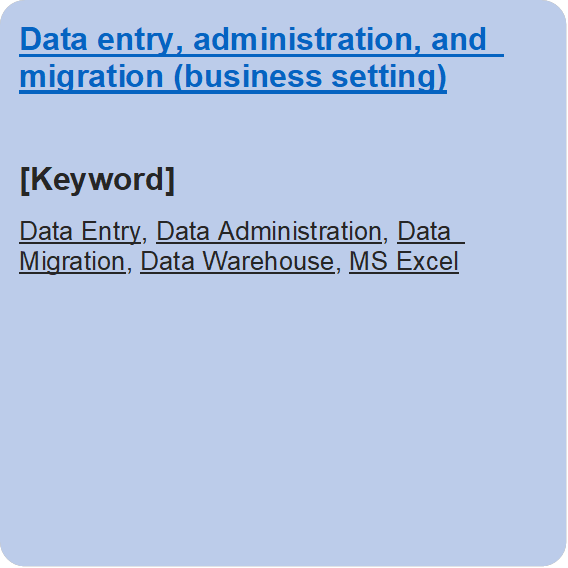 Data entry, administration, and
migration (business setting)
[Keyword]
Data Entry, Data Administration, Data
Migration, Data Warehouse, MS Excel